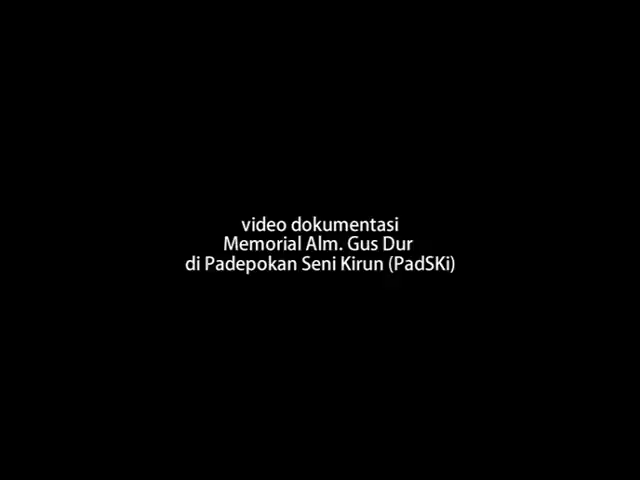 video dokumentasi
Memorial Alm. Gus Dur
di Padepokan Seni Kirun (PadSKi)